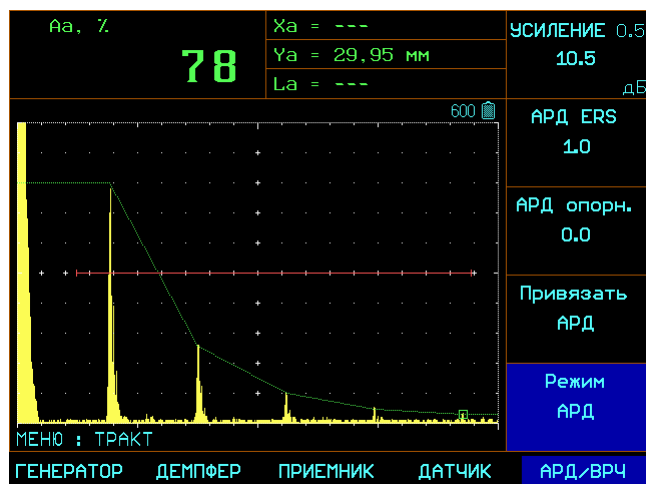 Aa, %
78
Xa = ---
Ya = 29,95 мм
La = ---
УСИЛЕНИЕ 0.5
10.5
дБ
600
АРД ERS
1.0
АРД опорн.
0.0
Привязать
АРД
Режим
АРД
МЕНЮ : ТРАКТ
ГЕНЕРАТОР ДЕМПФЕР ПРИЕМНИК ДАТЧИК АРД/ВРЧ